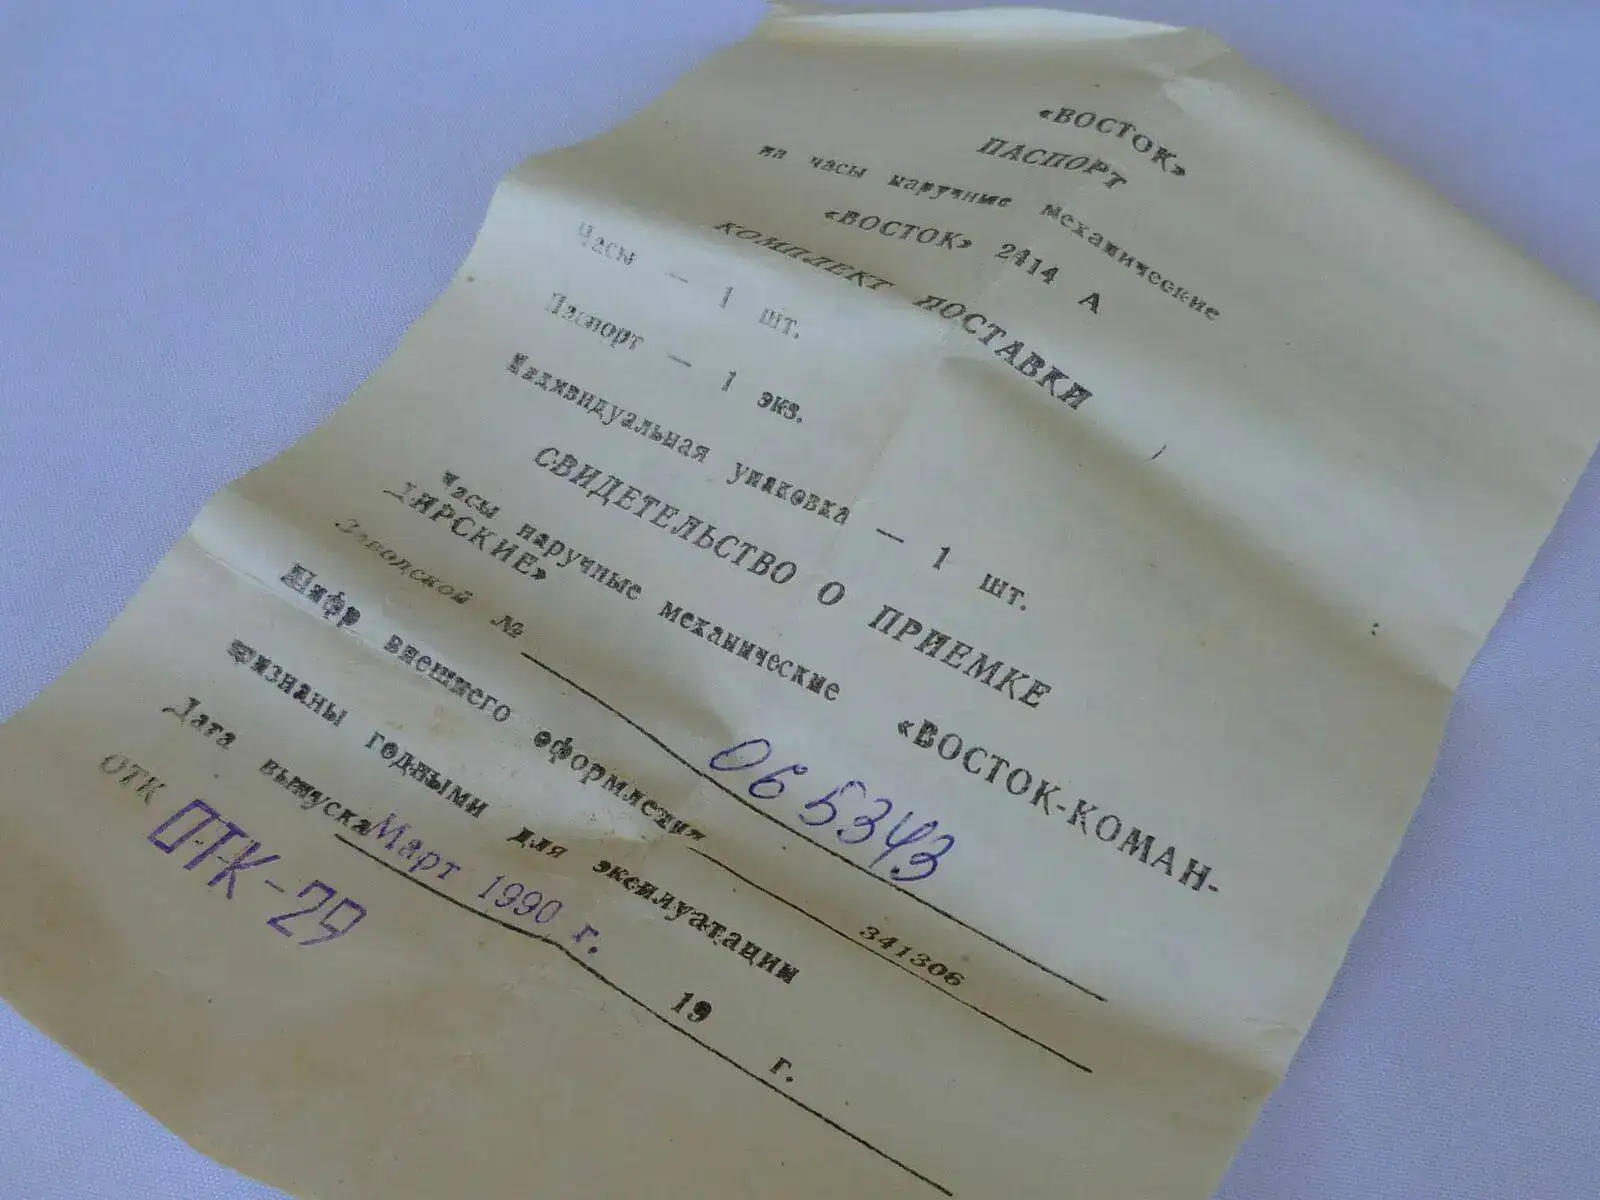 «ВОСТОК»
ПАСПОРТ
на часы наручные механические
«ВОСТОК» 2414 А
КОМПЛЕКТ ПОСТАВКИ
Часы — 1 шт.
Паспорт — 1 экз.
Индивидуальная упаковка — 1 шт.
СВИДЕТЕЛЬСТВО О ПРИЕМКЕ
Часы наручные механические «ВОСТОК-КОМАН-
ДИРСКИЕ»
Заводской № 065343
Шифр внешнего оформления 341306
признаны годными для эксплуатации
Дата выпуска Март 1990 г. 19 г.
ОТК ОТК-29